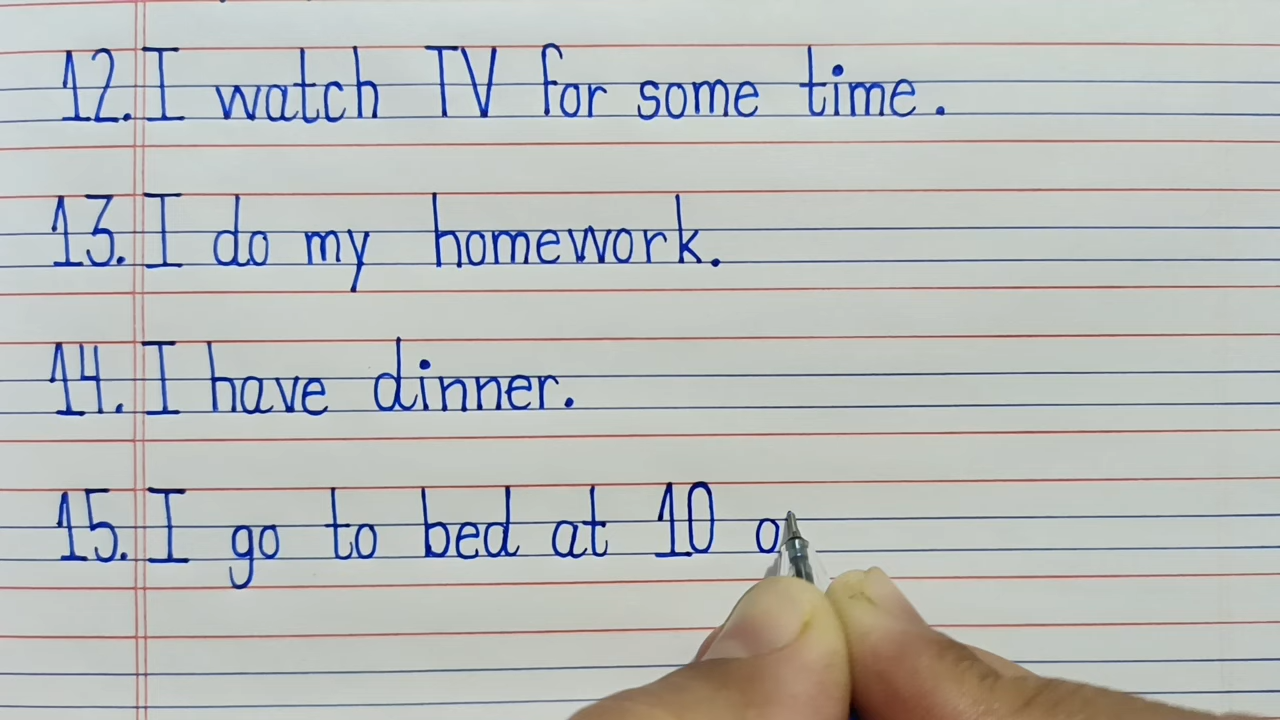 12. I watch TV for some time.
13. I do my homework.
14. I have dinner.
15. I go to bed at 10 o